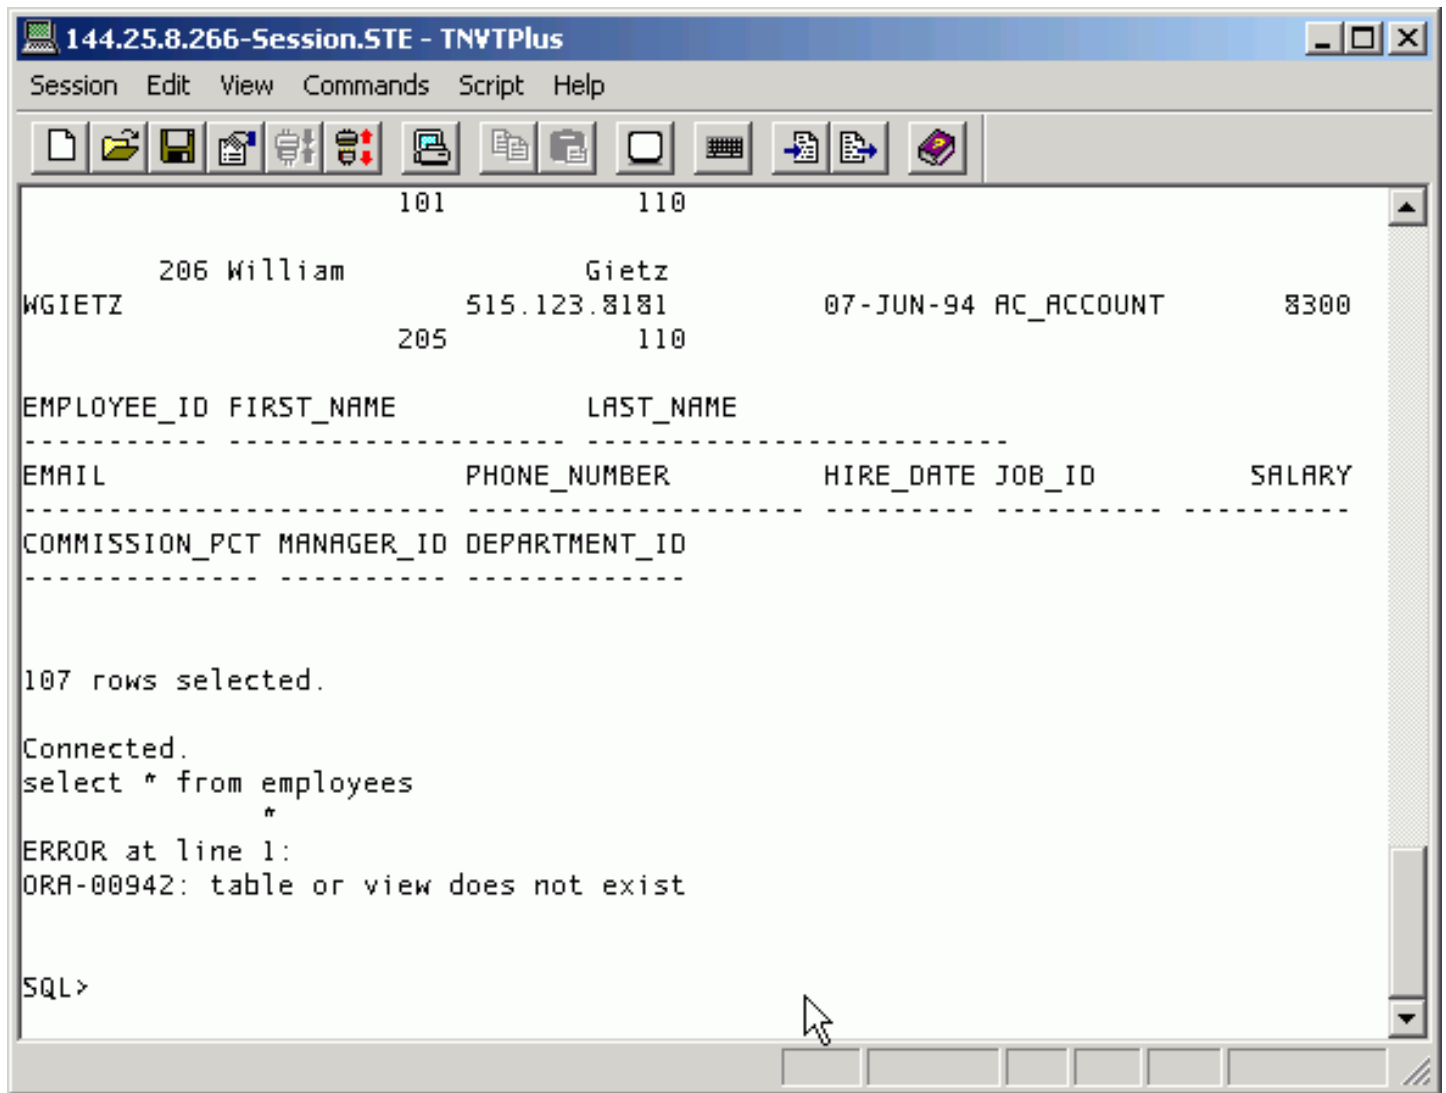 144.25.8.266-Session.STE - TNVTPlus
Session Edit View Commands Script Help
101 110
206 William Gietz
WGIETZ 515.123.8181 07-JUN-94 AC_ACCOUNT 8300
205 110
EMPLOYEE_ID FIRST_NAME LAST_NAME
----------- -------------------- -------------------------
EMAIL PHONE_NUMBER HIRE_DATE JOB_ID SALARY
------------------------- -------------------- --------- ---------- ----------
COMMISSION_PCT MANAGER_ID DEPARTMENT_ID
-------------- ---------- -------------
107 rows selected.
Connected.
select * from employees
*
ERROR at line 1:
ORA-00942: table or view does not exist
SQL>